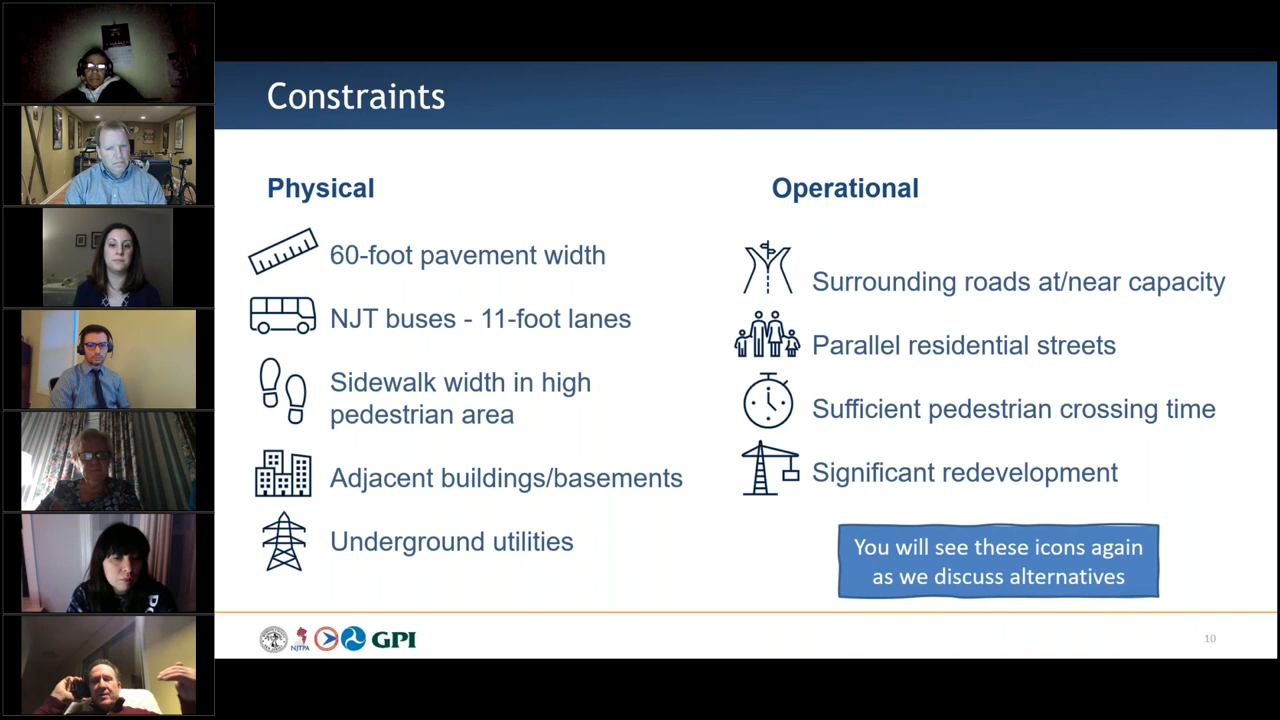 Constraints
Physical
60-foot pavement width
NJT buses - 11-foot lanes
Sidewalk width in high
pedestrian area
Adjacent buildings/basements
Underground utilities
Operational
Surrounding roads at/near capacity
Parallel residential streets
Sufficient pedestrian crossing time
Significant redevelopment
You will see these icons again
as we discuss alternatives
NJTPA
GPI
10